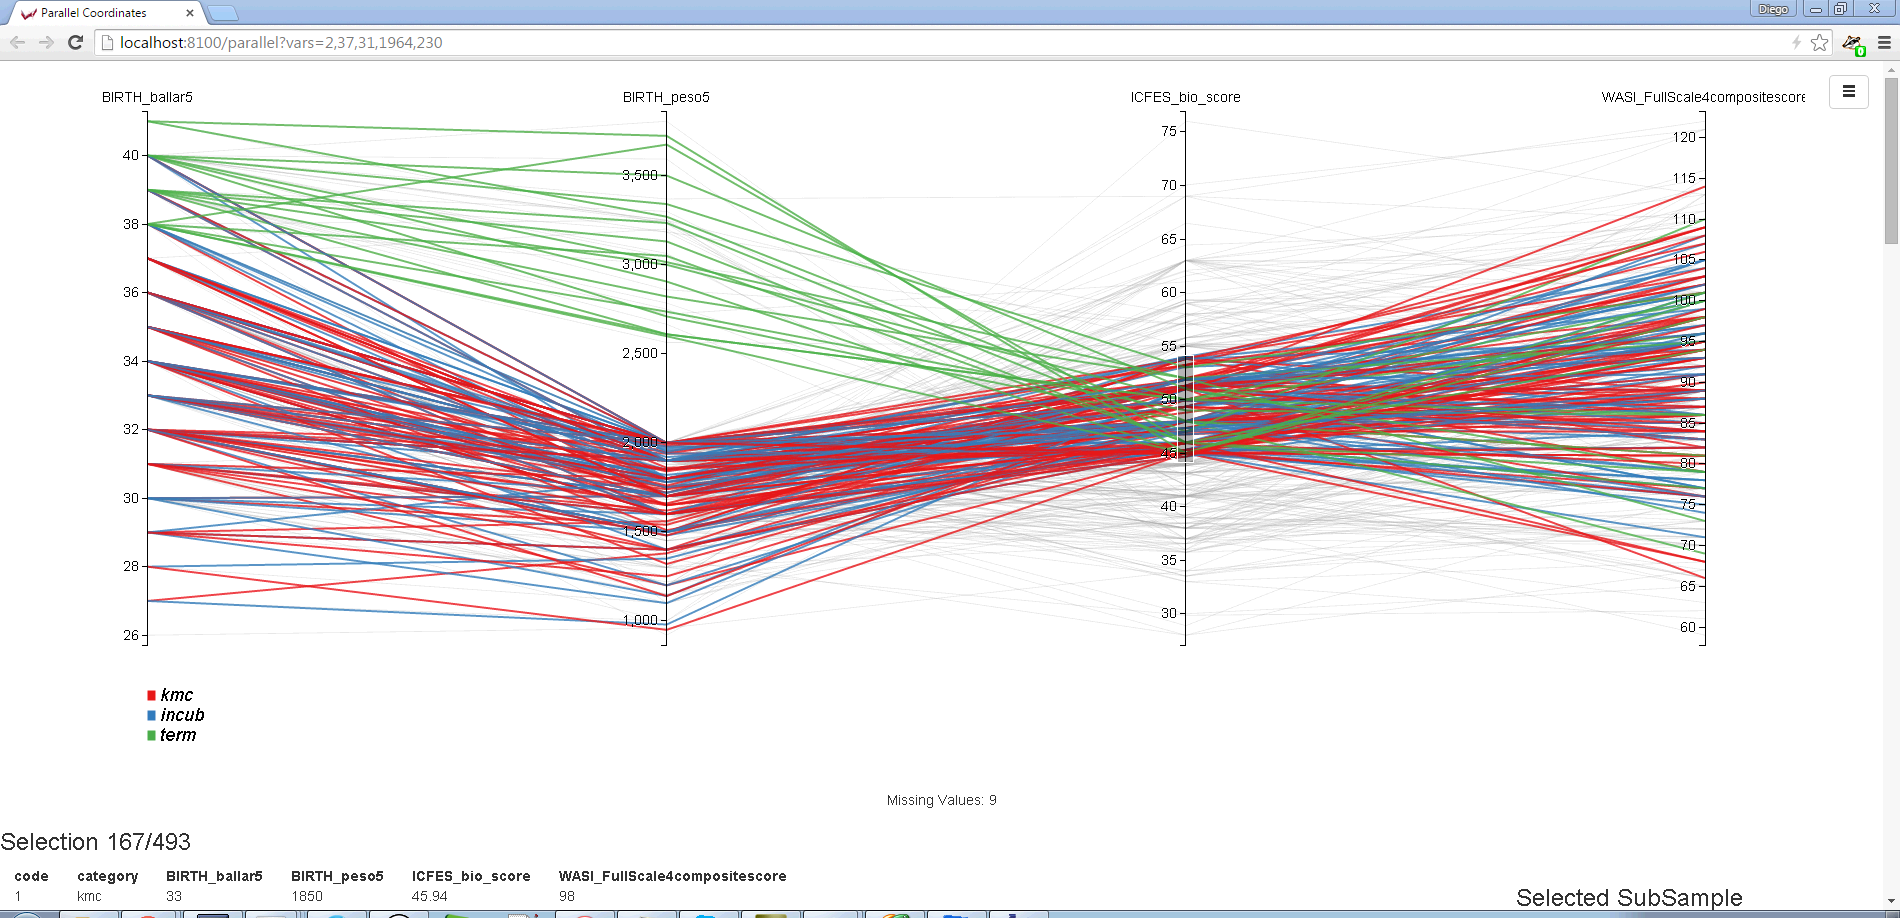 Parallel Coordinates
Diego
localhost:8100/parallel?vars=2,37,31,1964,230
0
BIRTH_ballar5
BIRTH_peso5
ICFES_bio_score
WASI_FullScale4compositescore
40
38
36
34
32
30
28
26
3,500
3,000
2,500
2,000
1,500
1,000
75
70
65
60
55
50
45
40
35
30
120
115
110
105
100
95
90
85
80
75
70
65
60
kmc
incub
term
Missing Values: 9
Selection 167/493
code category BIRTH_ballar5 BIRTH_peso5 ICFES_bio_score WASI_FullScale4compositescore
1 kmc 33 1850 45.94 98
Selected SubSample